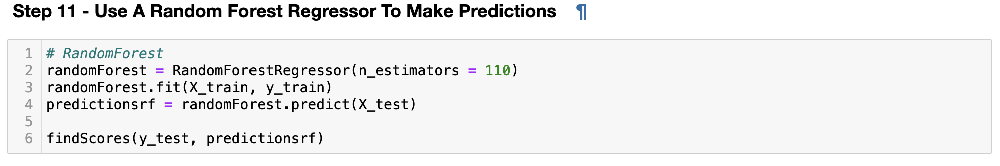 Step 11 - Use A Random Forest Regressor To Make Predictions ¶
1 # RandomForest
2 randomForest = RandomForestRegressor(n_estimators = 110)
3 randomForest.fit(X_train, y_train)
4 predictionsrf = randomForest.predict(X_test)
5
6 findScores(y_test, predictionsrf)